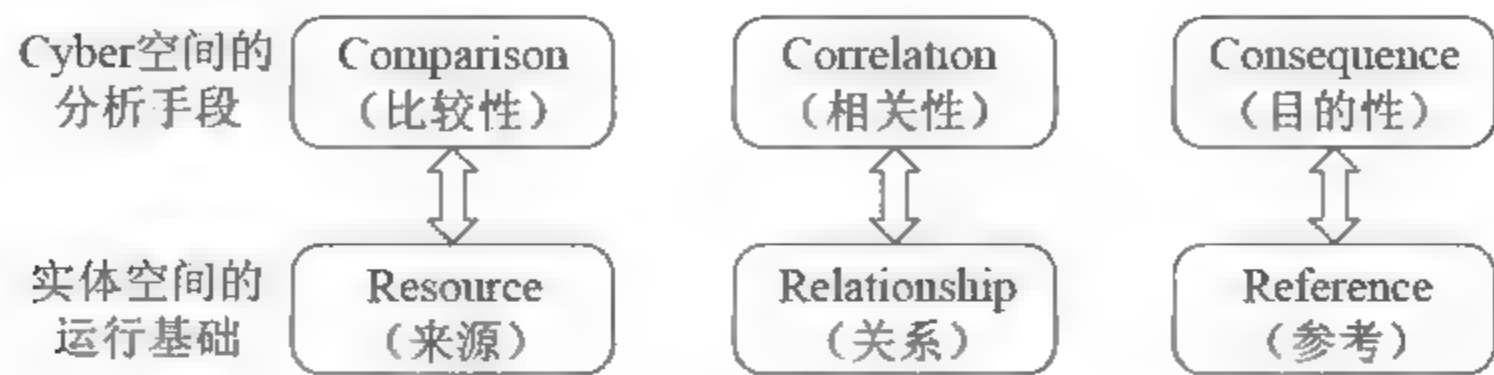 Cyber空间的
分析手段
Comparison
（比较性）
Correlation
（相关性）
Consequence
（目的性）
实体空间的
运行基础
Resource
（来源）
Relationship
（关系）
Reference
（参考）